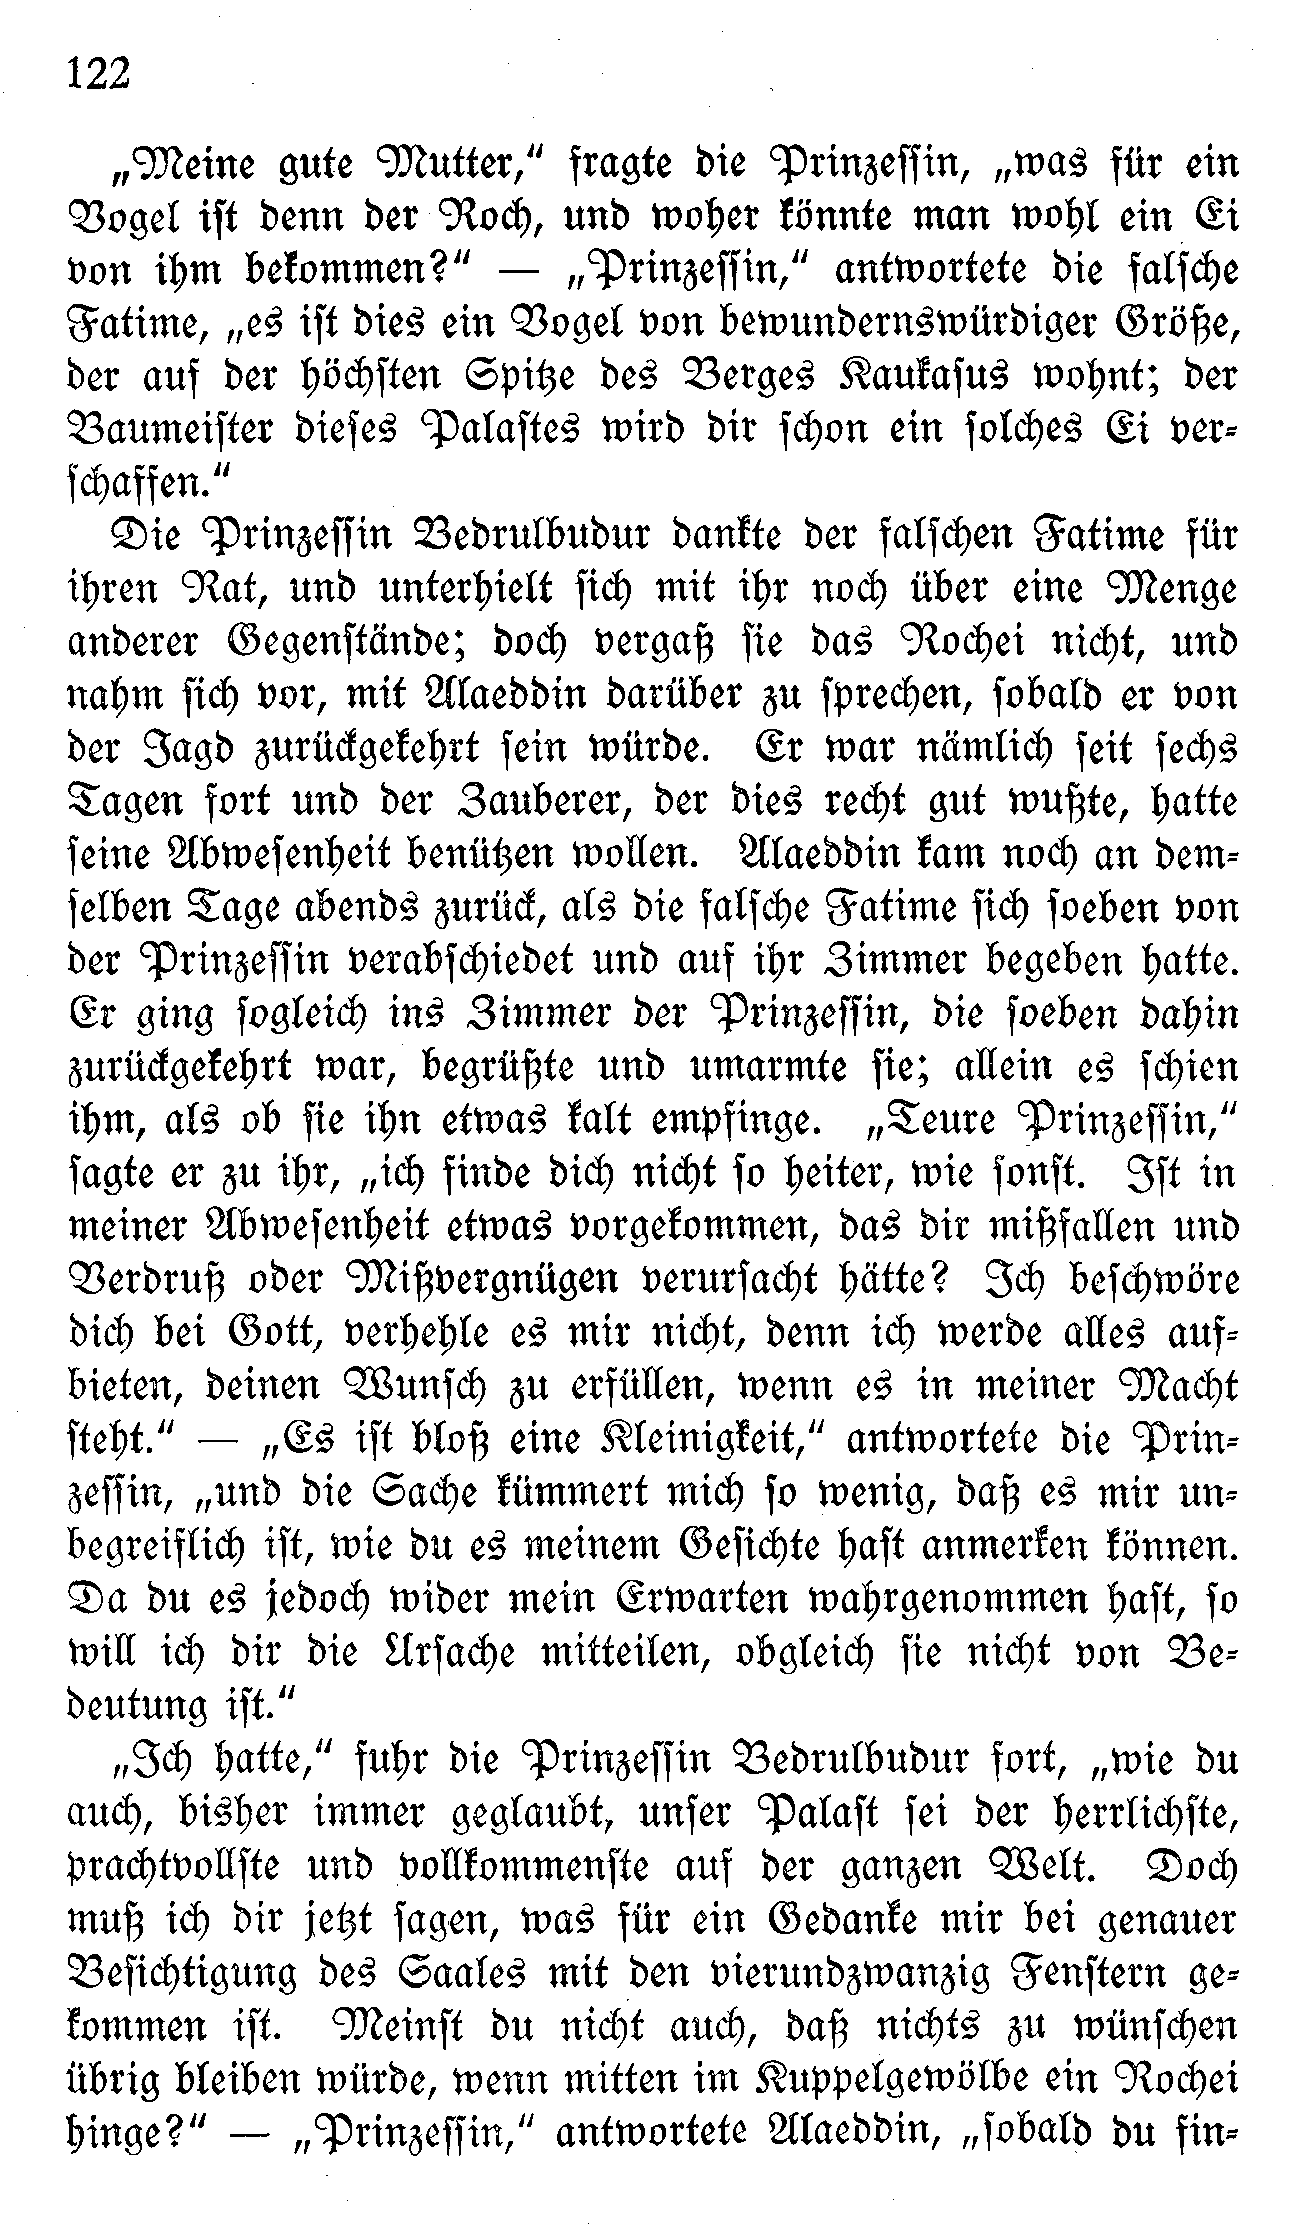 122
„Meine gute Mutter,“ fragte die Prinzessin, „was für ein
Vogel ist denn der Roch, und woher könnte man wohl ein Ei
von ihm bekommen?“ — „Prinzessin,“ antwortete die falsche
Fatime, „es ist dies ein Vogel von bewundernswürdiger Größe,
der auf der höchsten Spitze des Berges Kaukasus wohnt; der
Baumeister dieses Palastes wird dir schon ein solches Ei ver-
schaffen.“
Die Prinzessin Bedrulbudur dankte der falschen Fatime für
ihren Rat, und unterhielt sich mit ihr noch über eine Menge
anderer Gegenstände; doch vergaß sie das Rochei nicht, und
nahm sich vor, mit Alaeddin darüber zu sprechen, sobald er von
der Jagd zurückgekehrt sein würde. Er war nämlich seit sechs
Tagen fort und der Zauberer, der dies recht gut wußte, hatte
seine Abwesenheit benützen wollen. Alaeddin kam noch an dem-
selben Tage abends zurück, als die falsche Fatime sich soeben von
der Prinzessin verabschiedet und auf ihr Zimmer begeben hatte.
Er ging sogleich ins Zimmer der Prinzessin, die soeben dahin
zurückgekehrt war, begrüßte und umarmte sie; allein es schien
ihm, als ob sie ihn etwas kalt empfinge. „Teure Prinzessin,“
sagte er zu ihr, „ich finde dich nicht so heiter, wie sonst. Ist in
meiner Abwesenheit etwas vorgekommen, das dir mißfallen und
Verdruß oder Mißvergnügen verursacht hätte? Ich beschwöre
dich bei Gott, verhehle es mir nicht, denn ich werde alles auf-
bieten, deinen Wunsch zu erfüllen, wenn es in meiner Macht
steht.“ — „Es ist bloß eine Kleinigkeit,“ antwortete die Prin-
zessin, „und die Sache kümmert mich so wenig, daß es mir un-
begreiflich ist, wie du es meinem Gesichte hast anmerken können.
Da du es jedoch wider mein Erwarten wahrgenommen hast, so
will ich dir die Ursache mitteilen, obgleich sie nicht von Be-
deutung ist.“
„Ich hatte,“ fuhr die Prinzessin Bedrulbudur fort, „wie du
auch, bisher immer geglaubt, unser Palast sei der herrlichste,
prachtvollste und vollkommenste auf der ganzen Welt. Doch
muß ich dir jetzt sagen, was für ein Gedanke mir bei genauer
Besichtigung des Saales mit den vierundzwanzig Fenstern ge-
kommen ist. Meinst du nicht auch, daß nichts zu wünschen
übrig bleiben würde, wenn mitten im Kuppelgewölbe ein Rochei
hinge?“ — „Prinzessin,“ antwortete Alaeddin, „sobald du fin-